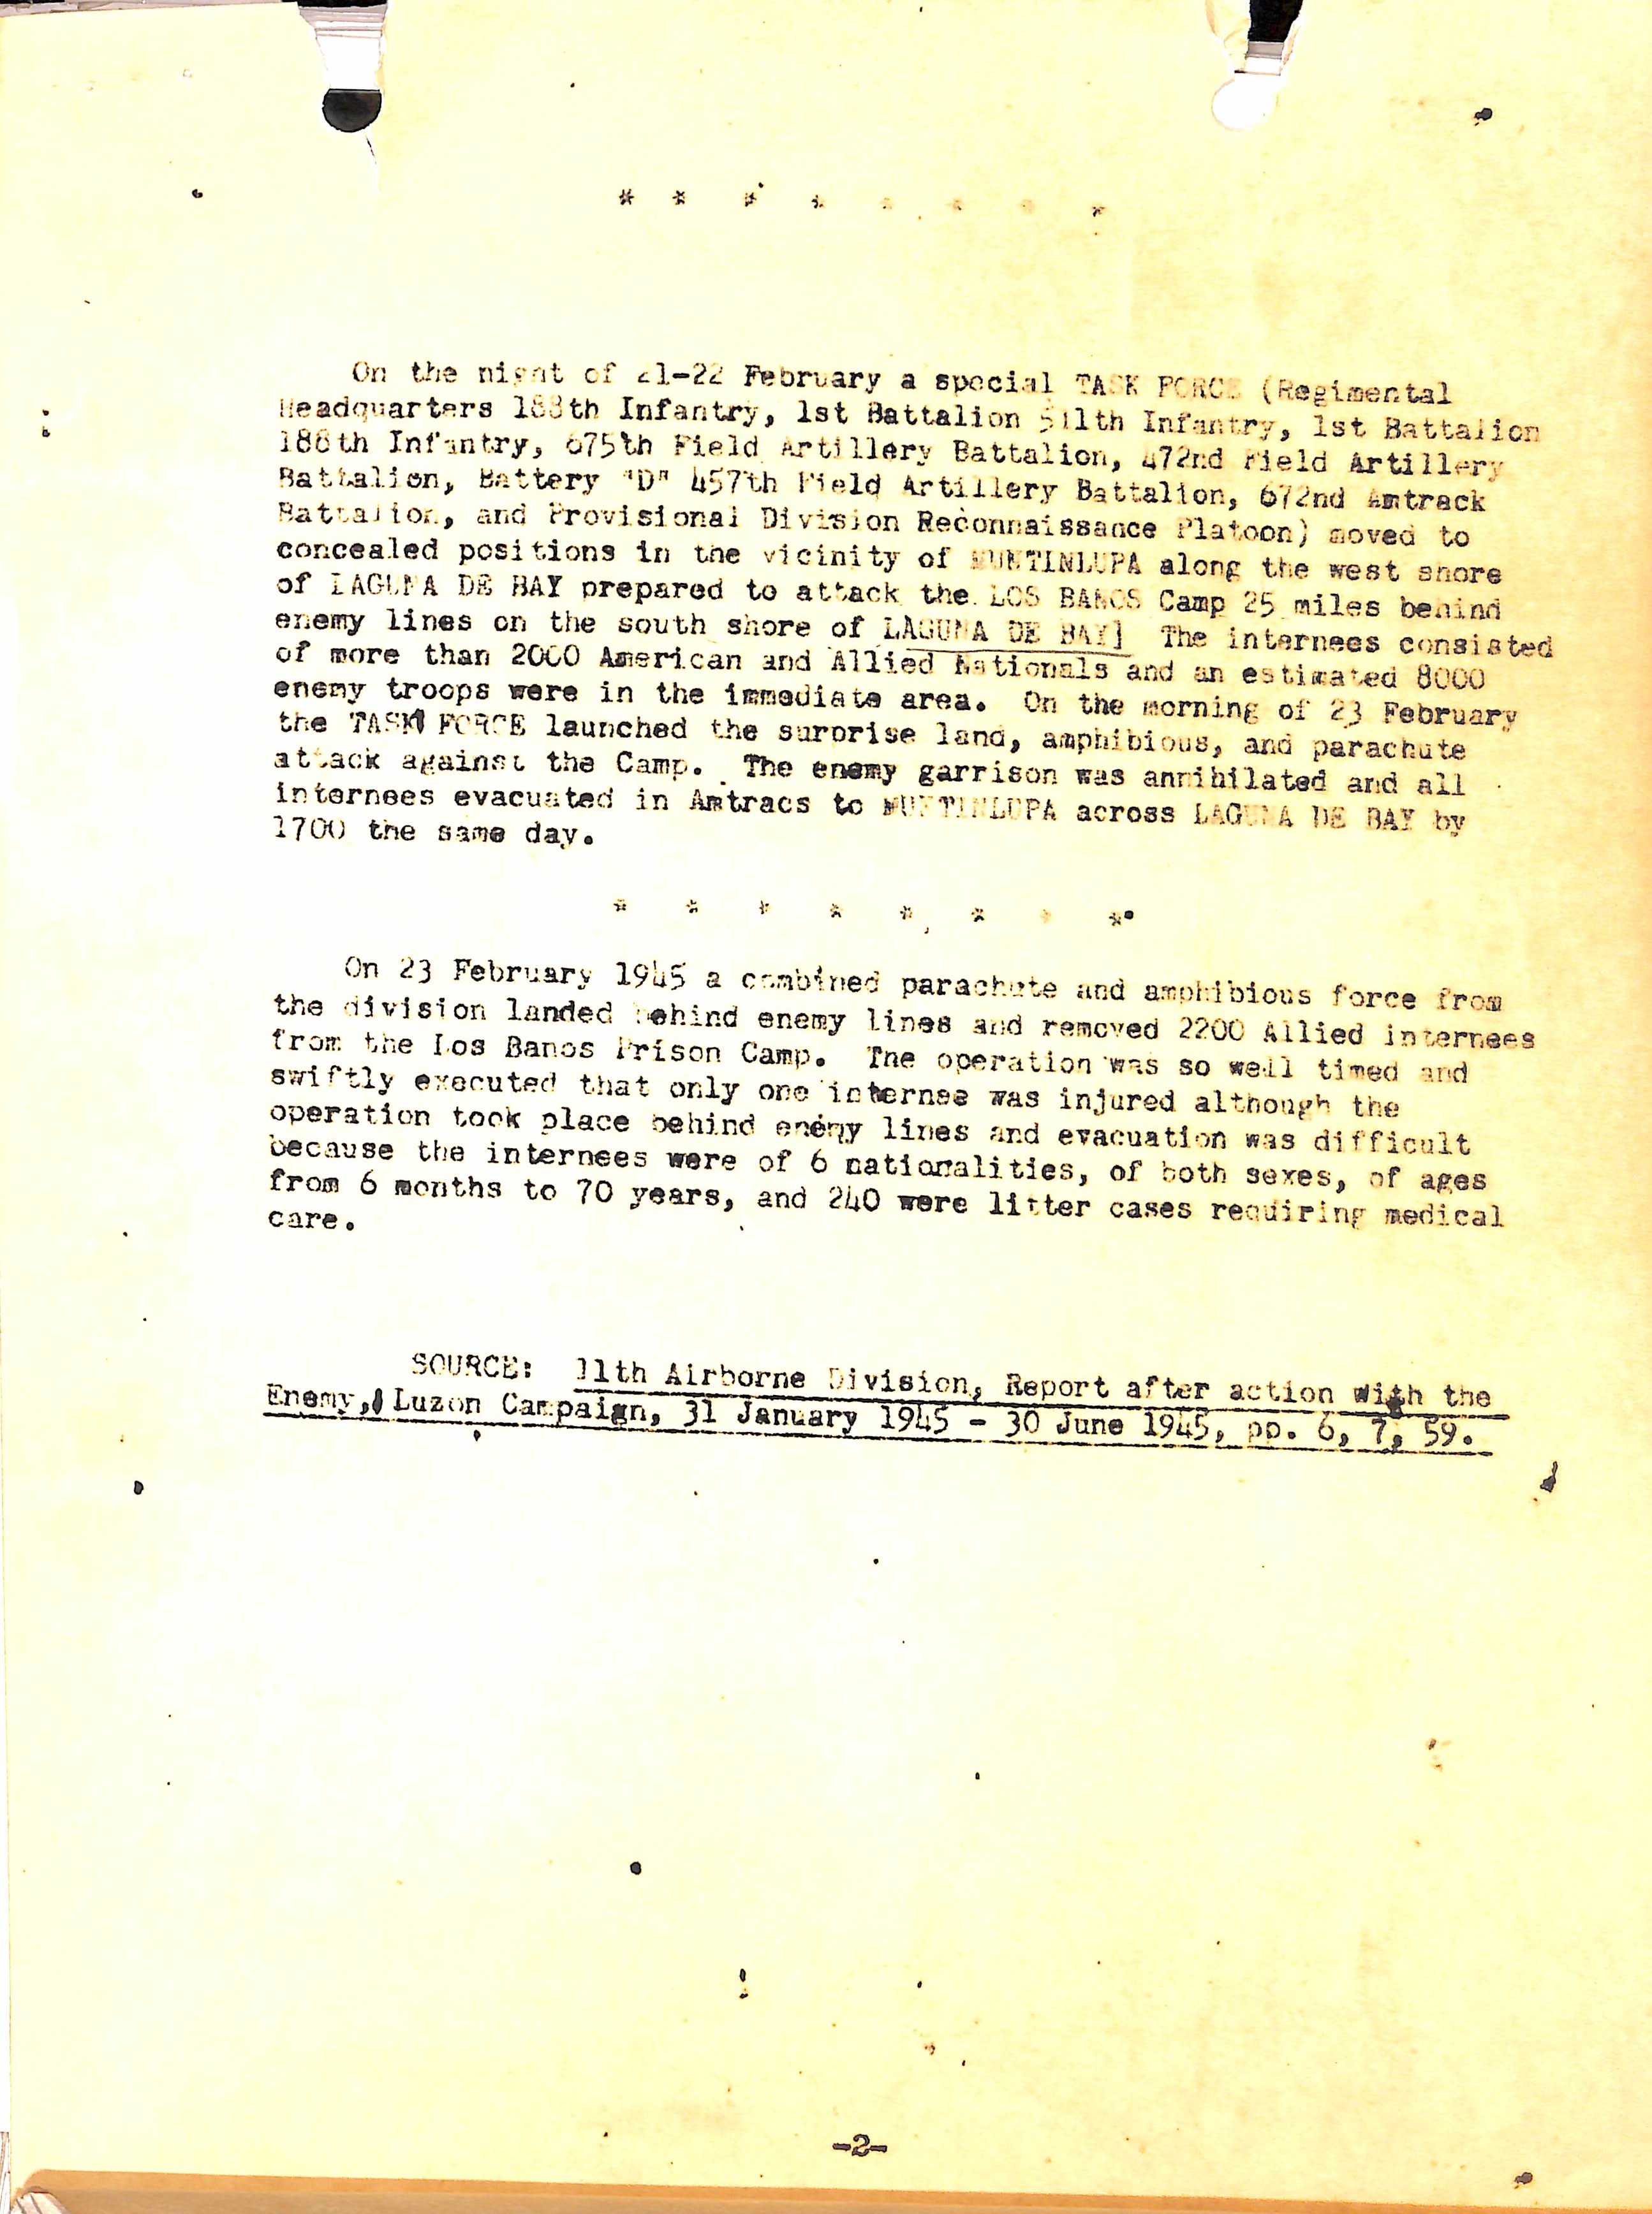 * * * * * * * *
On the night of 21-22 February a special TASK FORCE (Regimental
Headquarters 188th Infantry, 1st Battalion 511th Infantry, 1st Battalion
188th Infantry, 675th Field Artillery Battalion, 472nd Field Artillery
Battalion, Battery "D" 457th Field Artillery Battalion, 672nd Amtrack
Battalion, and Provisional Division Reconnaissance Platoon) moved to
concealed positions in the vicinity of MUNTINLUPA along the west shore
of LAGUNA DE BAY prepared to attack the LOS BANOS Camp 25 miles behind
enemy lines on the south shore of LAGUNA DE BAY] The internees consisted
of more than 2000 American and Allied Nationals and an estimated 8000
enemy troops were in the immediate area. On the morning of 23 February
the TASK FORCE launched the surprise land, amphibious, and parachute
attack against the Camp. The enemy garrison was annihilated and all
internees evacuated in Amtracs to MUNTINLUPA across LAGUNA DE BAY by
1700 the same day.
* * * * * * * *
On 23 February 1945 a combined parachute and amphibious force from
the division landed behind enemy lines and removed 2200 Allied internees
from the Los Banos Prison Camp. The operation was so well timed and
swiftly executed that only one internee was injured although the
operation took place behind enemy lines and evacuation was difficult
because the internees were of 6 nationalities, of both sexes, of ages
from 6 months to 70 years, and 240 were litter cases requiring medical
care.
SOURCE: 11th Airborne Division, Report after action with the
Enemy, Luzon Campaign, 31 January 1945 - 30 June 1945, pp. 6, 7, 59.
-2-